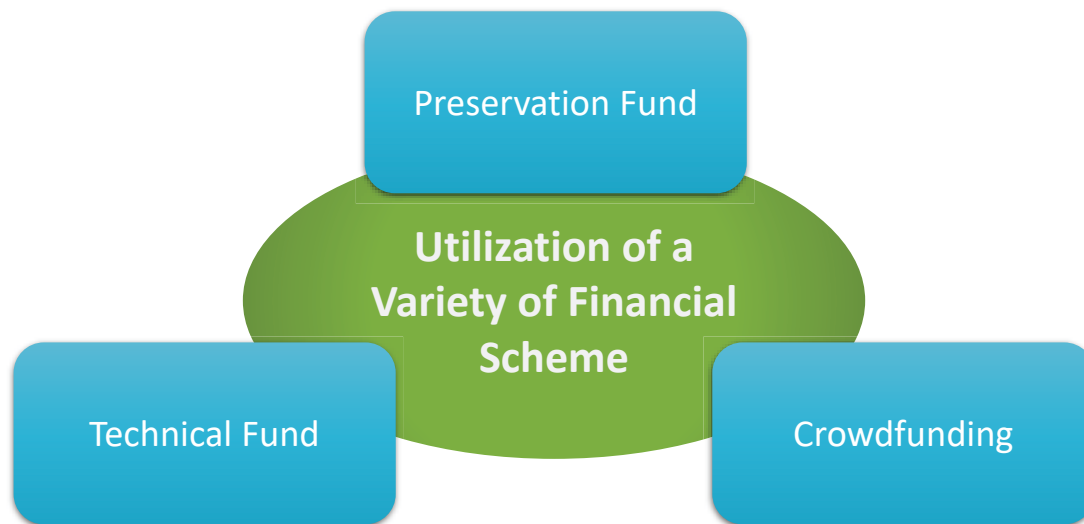 Preservation Fund
Utilization of a
Variety of Financial
Scheme
Technical Fund
Crowdfunding